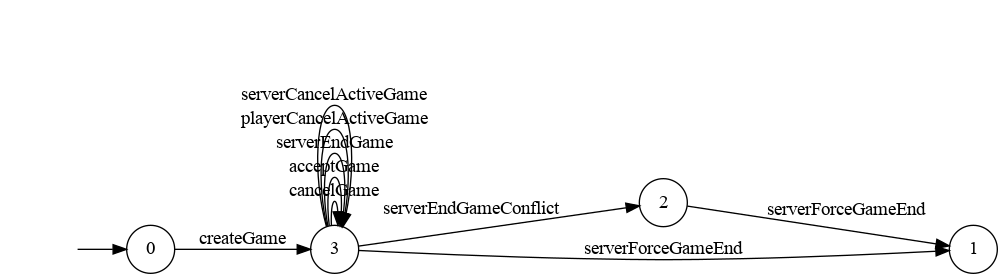 serverCancelActiveGame
playerCancelActiveGame
serverEndGame
acceptGame
cancelGame
serverEndGameConflict
2
serverForceGameEnd
createGame
0
3
serverForceGameEnd
1